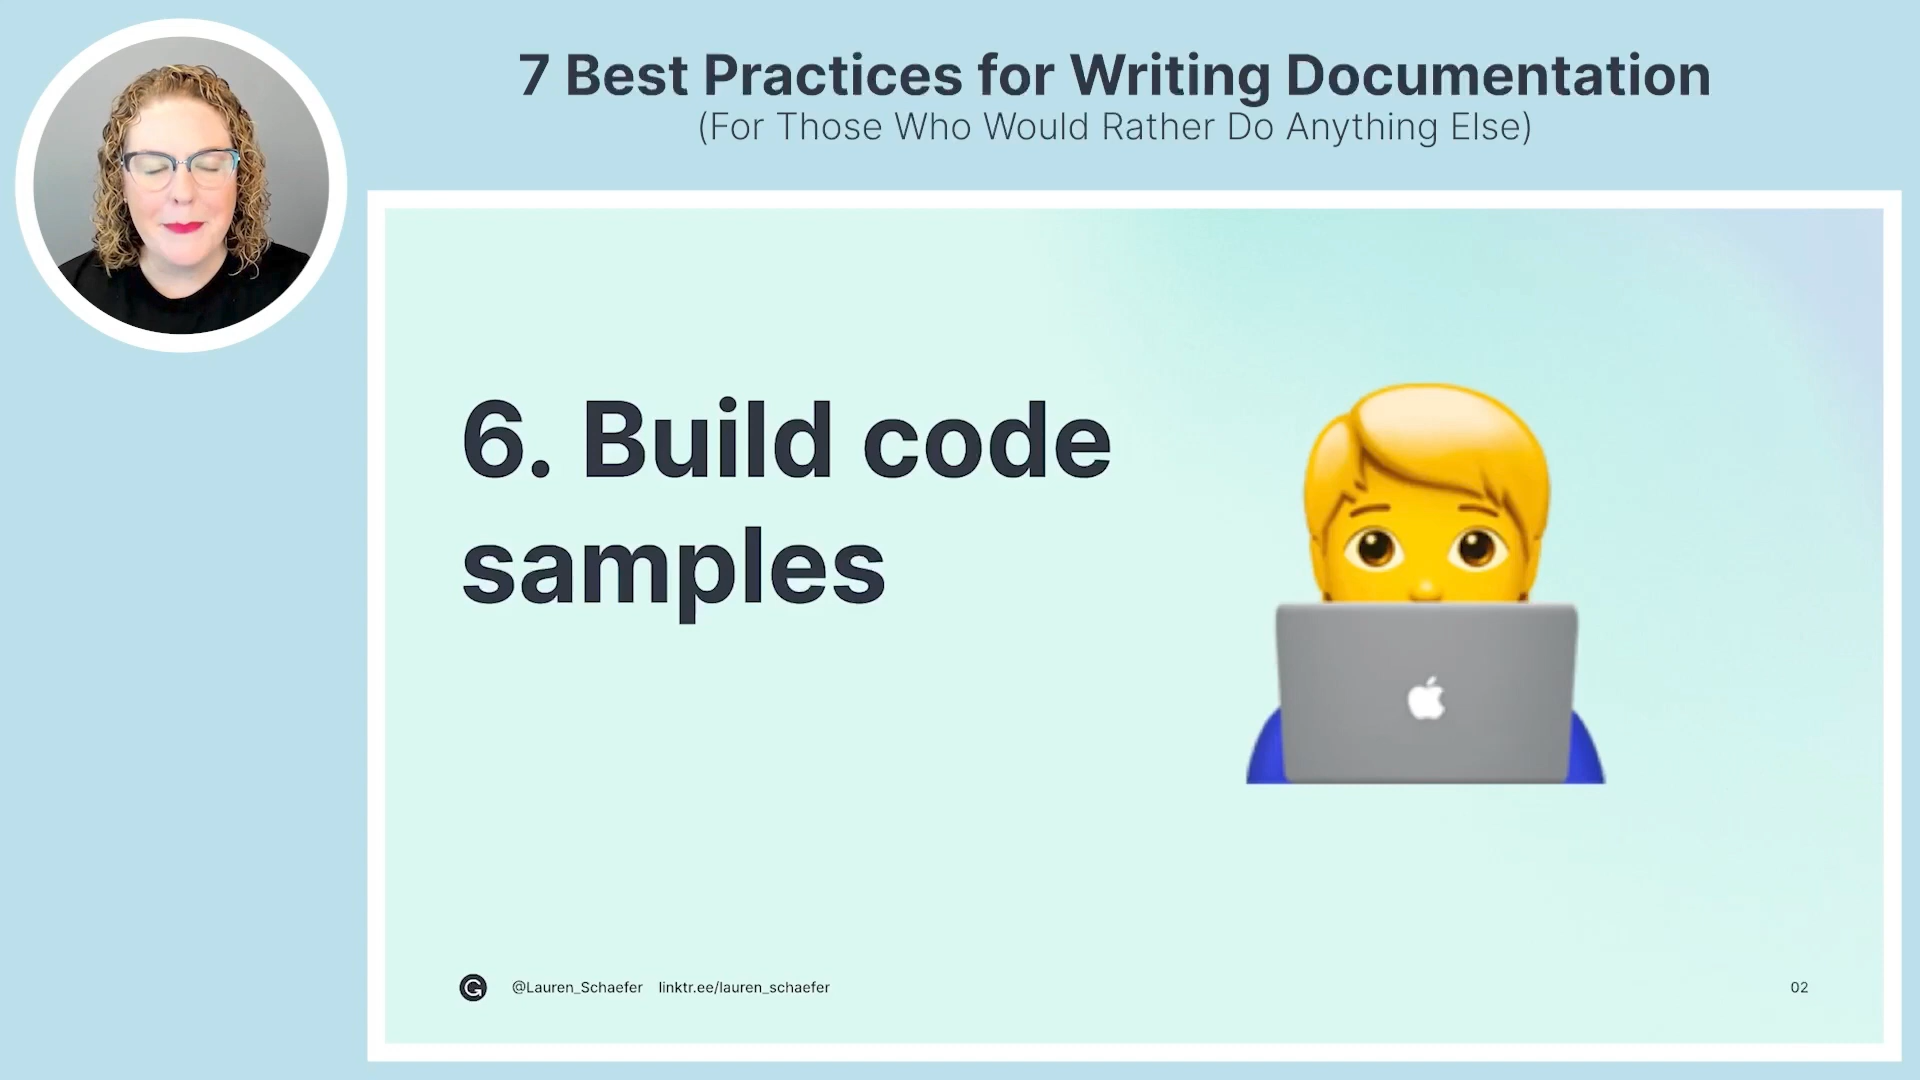 7 Best Practices for Writing Documentation
(For Those Who Would Rather Do Anything Else)
6. Build code
samples
@Lauren_Schaefer linktr.ee/lauren_schaefer
02